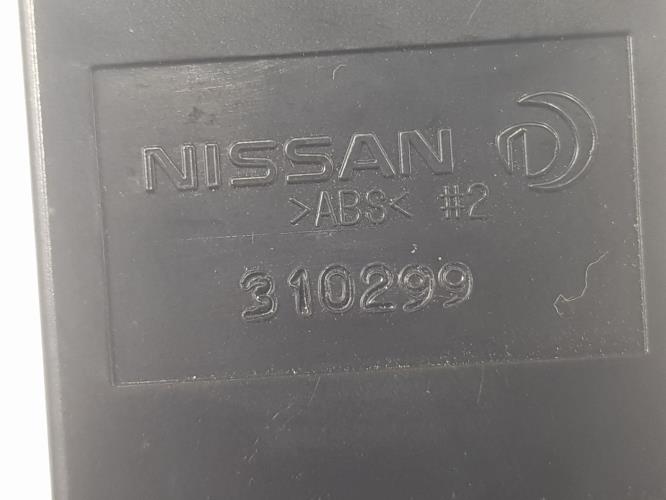 NISSAN D
>ABS< #2
310299